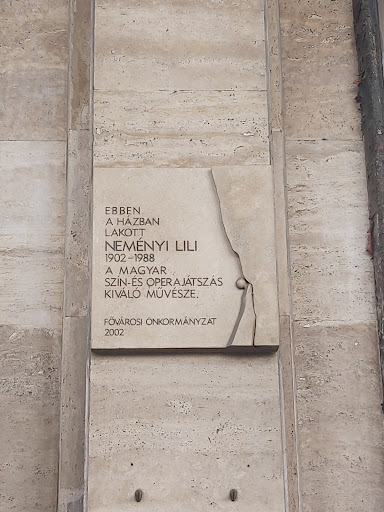 EBBEN
A HÁZBAN
LAKOTT
NEMÉNYI LILI
1902-1988
A MAGYAR
SZÍN-ÉS OPERAJÁTSZÁS
KIVÁLÓ MŰVÉSZE.
FŐVÁROSI ÖNKORMÁNYZAT
2002